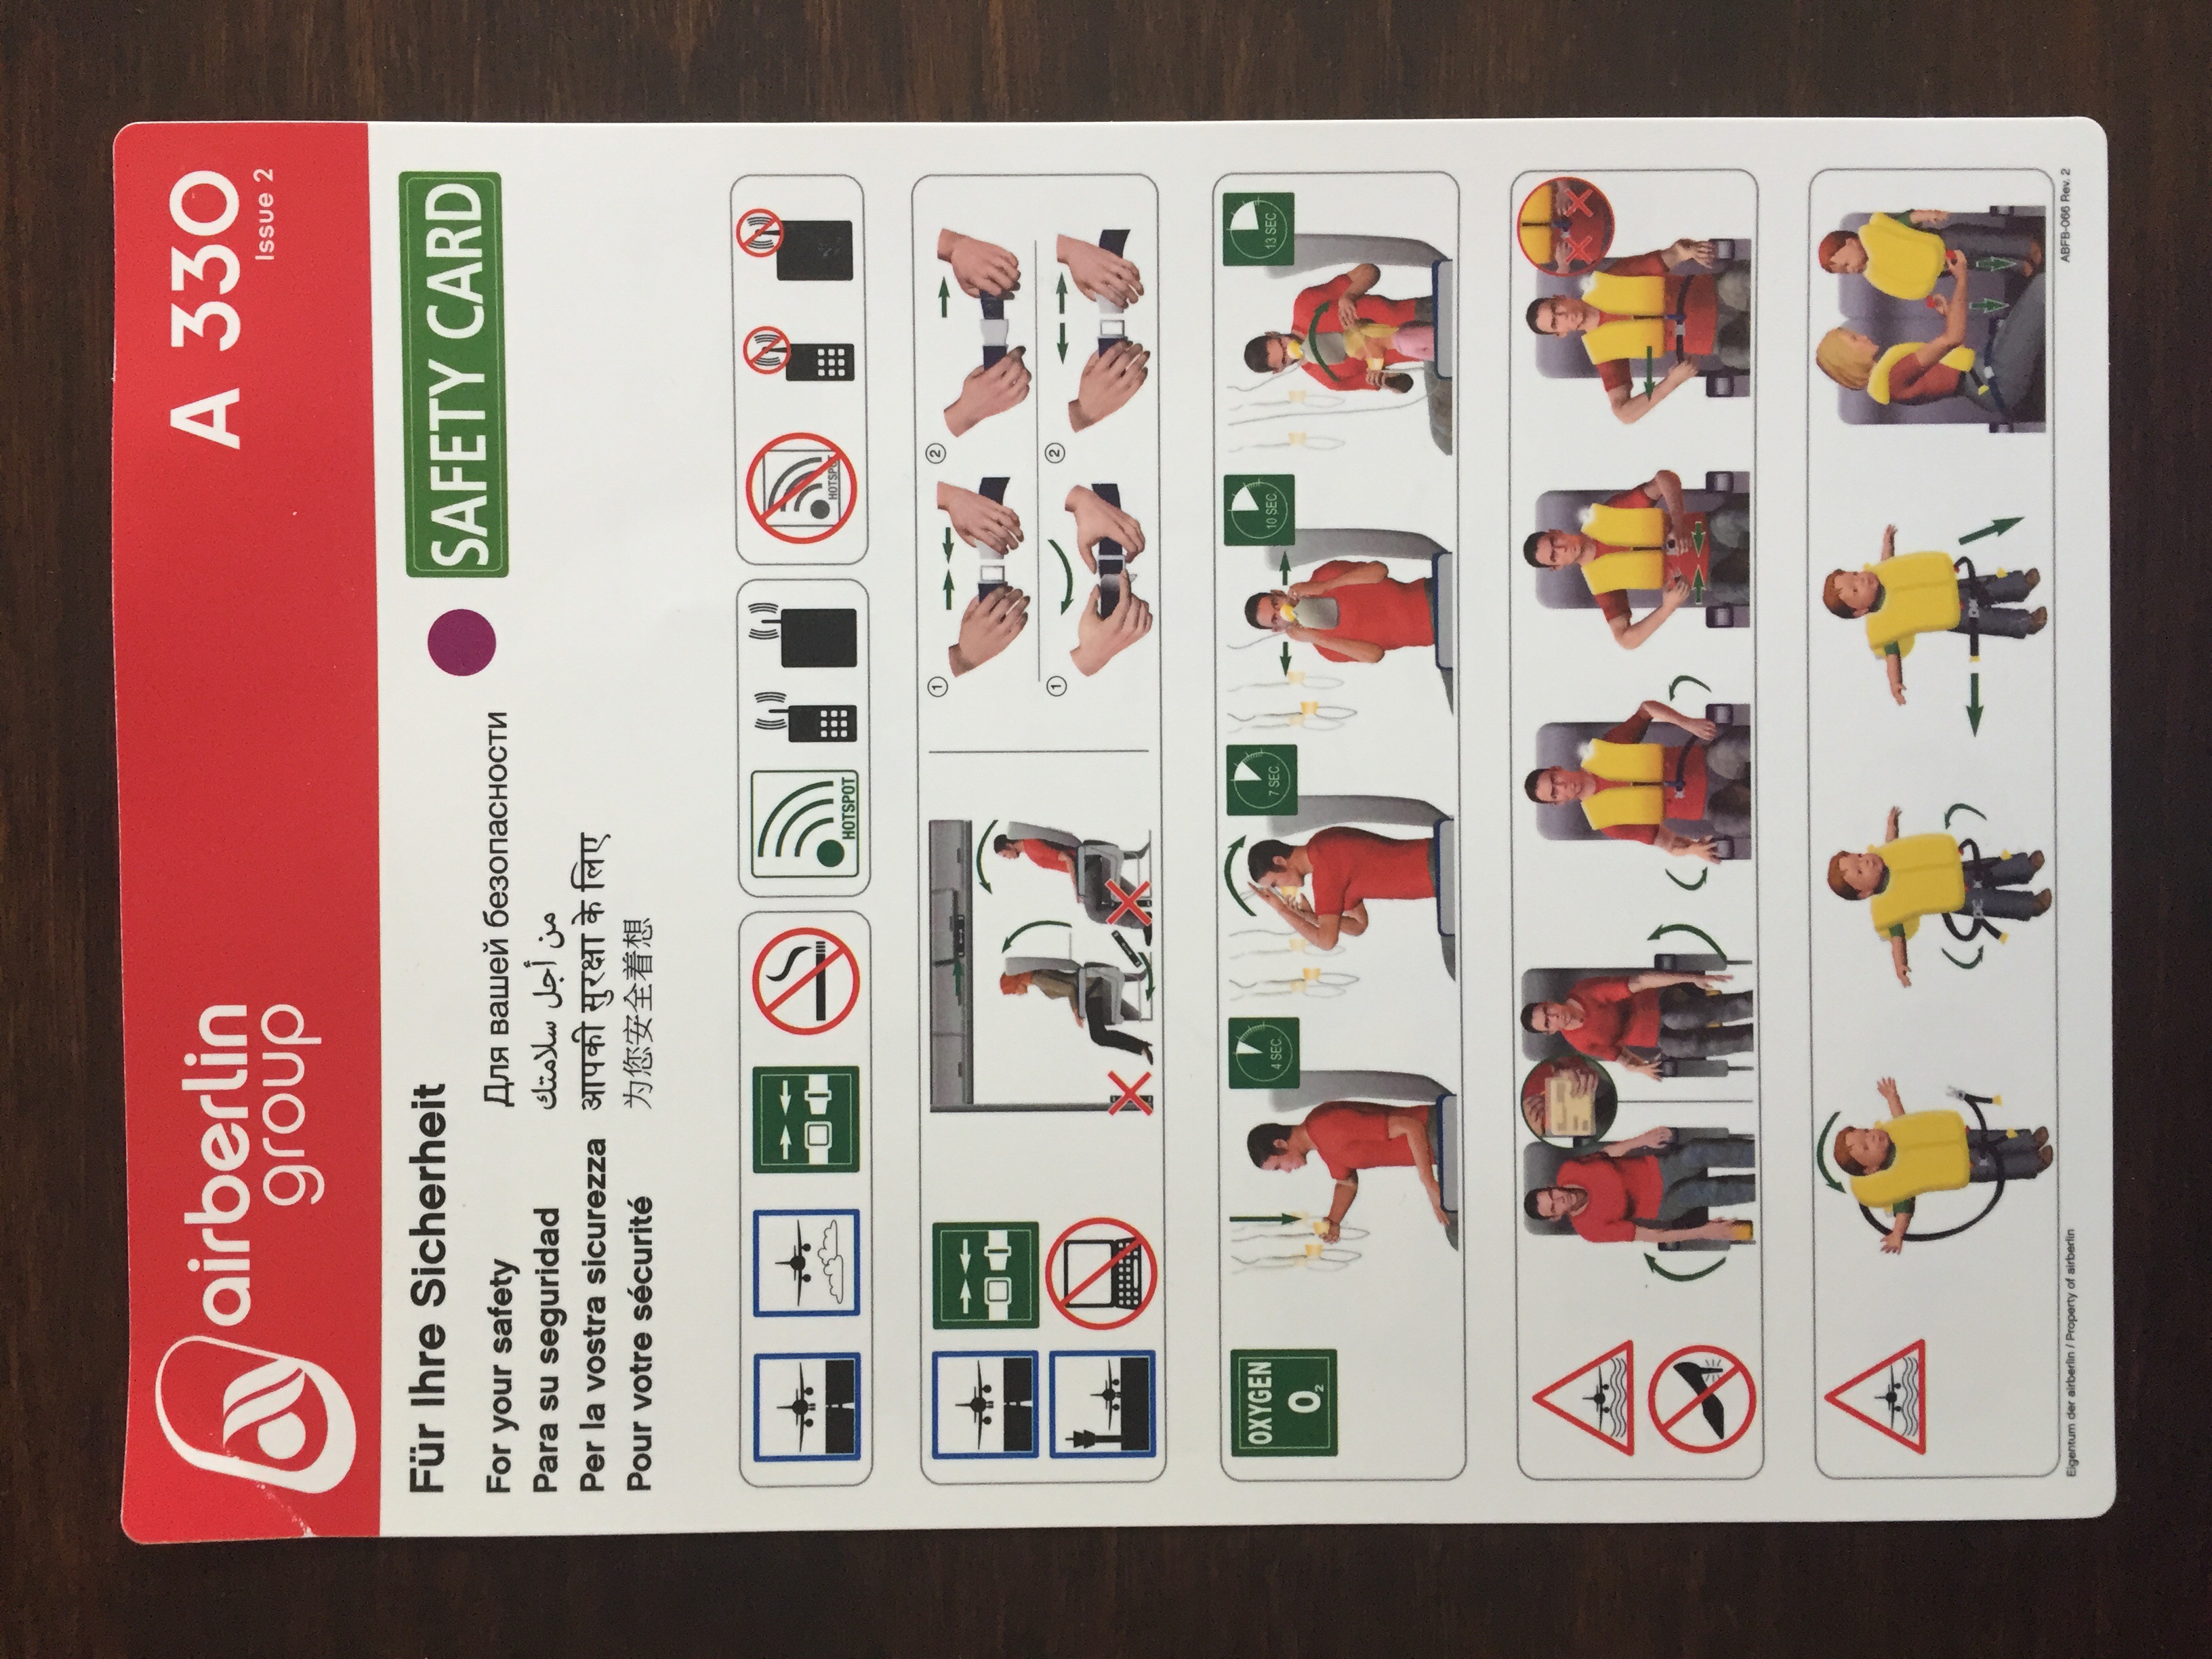 airberlin
group
A 330
Issue 2
Für Ihre Sicherheit
SAFETY CARD
For your safety
Para su seguridad
Per la vostra sicurezza
Pour votre sécurité
Для вашей безопасности
من أجل سلامتك
आपकी सुरक्षा के लिए
为您安全着想
HOTSPOT
HOTSPOT
1
2
1
2
OXYGEN
O₂
4 SEC
7 SEC
10 SEC
13 SEC
Eigentum der airberlin / Property of airberlin
ABFB-066 Rev. 2